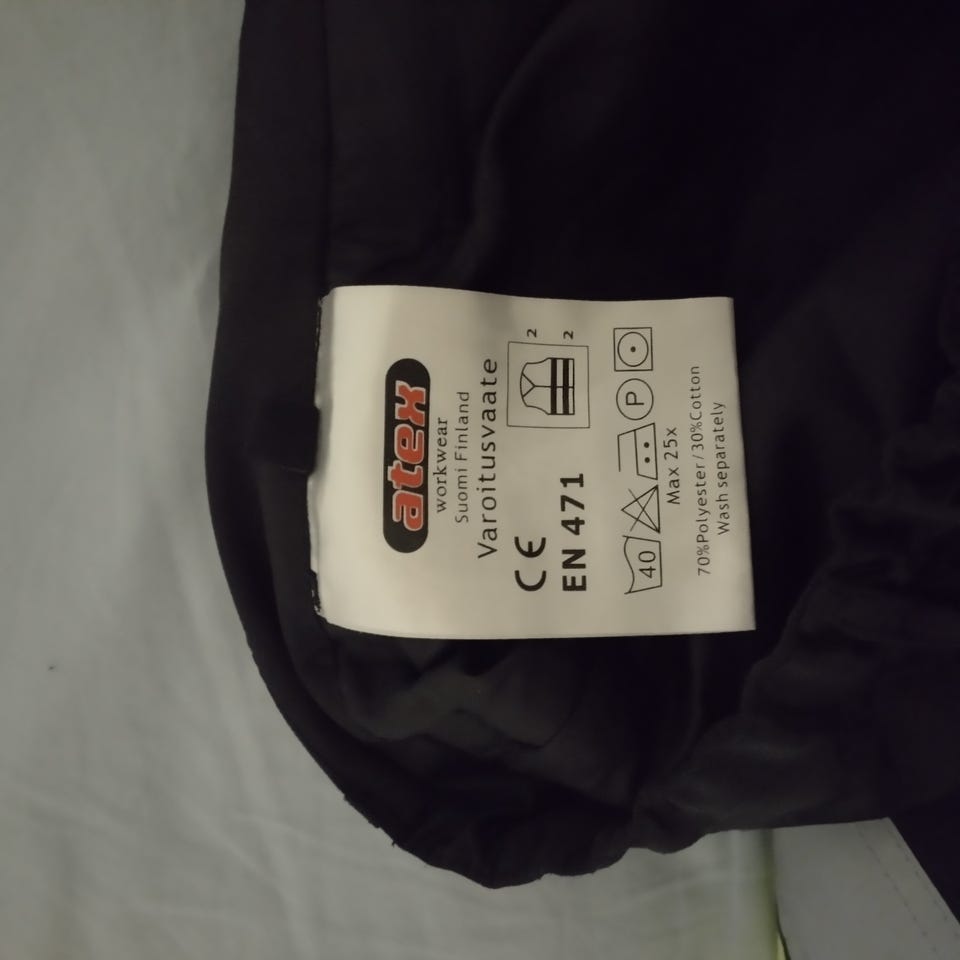 atex
workwear
Suomi Finland
Varoitusvaate
CE 2
EN 471 2
40 P
Max 25x
70%Polyester / 30%Cotton
Wash separately